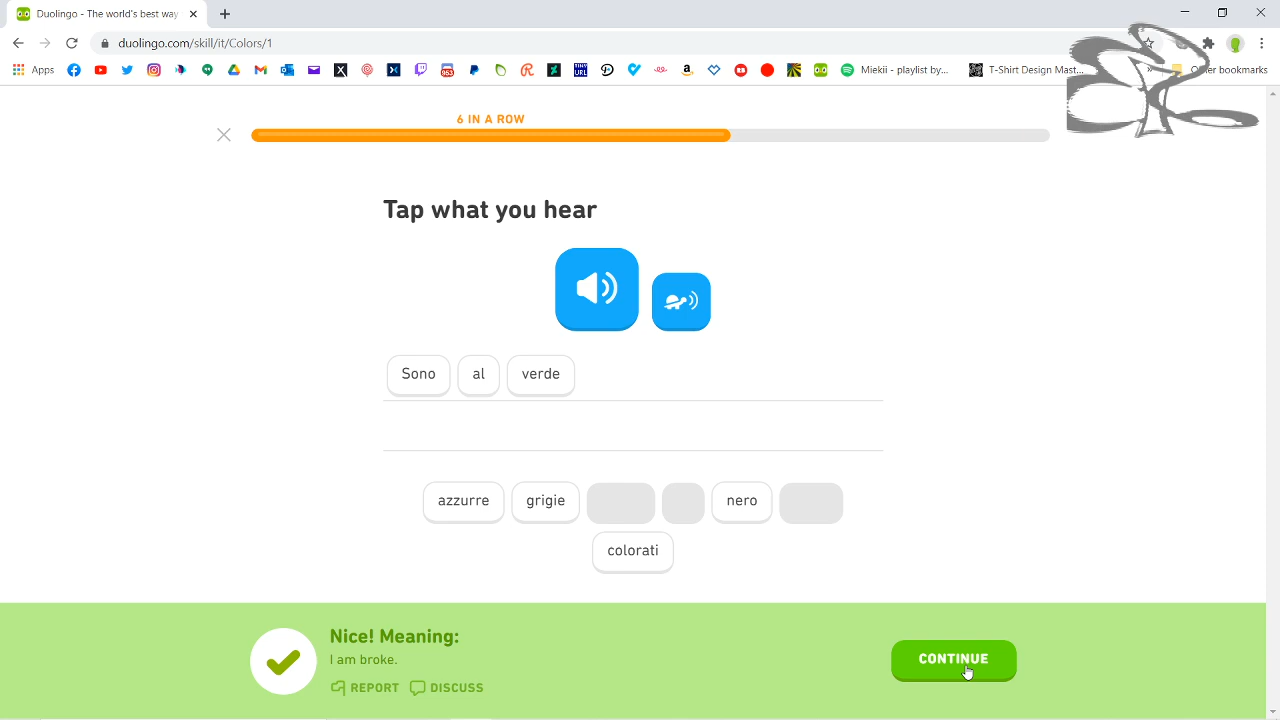 Duolingo - The world's best way
duolingo.com/skill/it/Colors/1
Apps
Miekii - playlist by...
T-Shirt Design Mast...
»
Other bookmarks
6 IN A ROW
Tap what you hear
Sono al verde
azzurre grigie nero
colorati
Nice! Meaning:
I am broke.
REPORT DISCUSS
CONTINUE